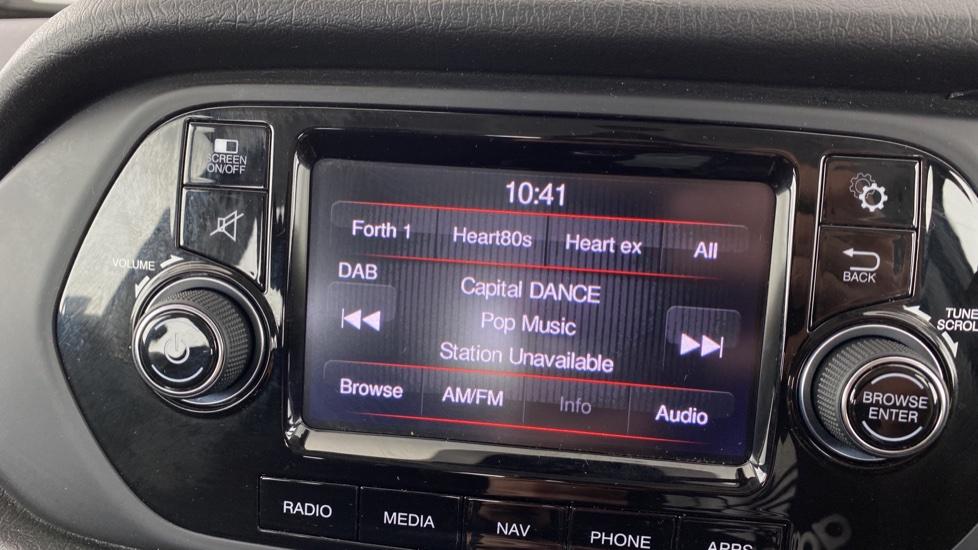 SCREEN
ON/OFF
VOLUME
10:41
Forth 1 Heart80s Heart ex All
DAB
Capital DANCE
Pop Music
Station Unavailable
Browse AM/FM Info Audio
BACK
TUNE
SCROLL
BROWSE
ENTER
RADIO MEDIA NAV PHONE APPS